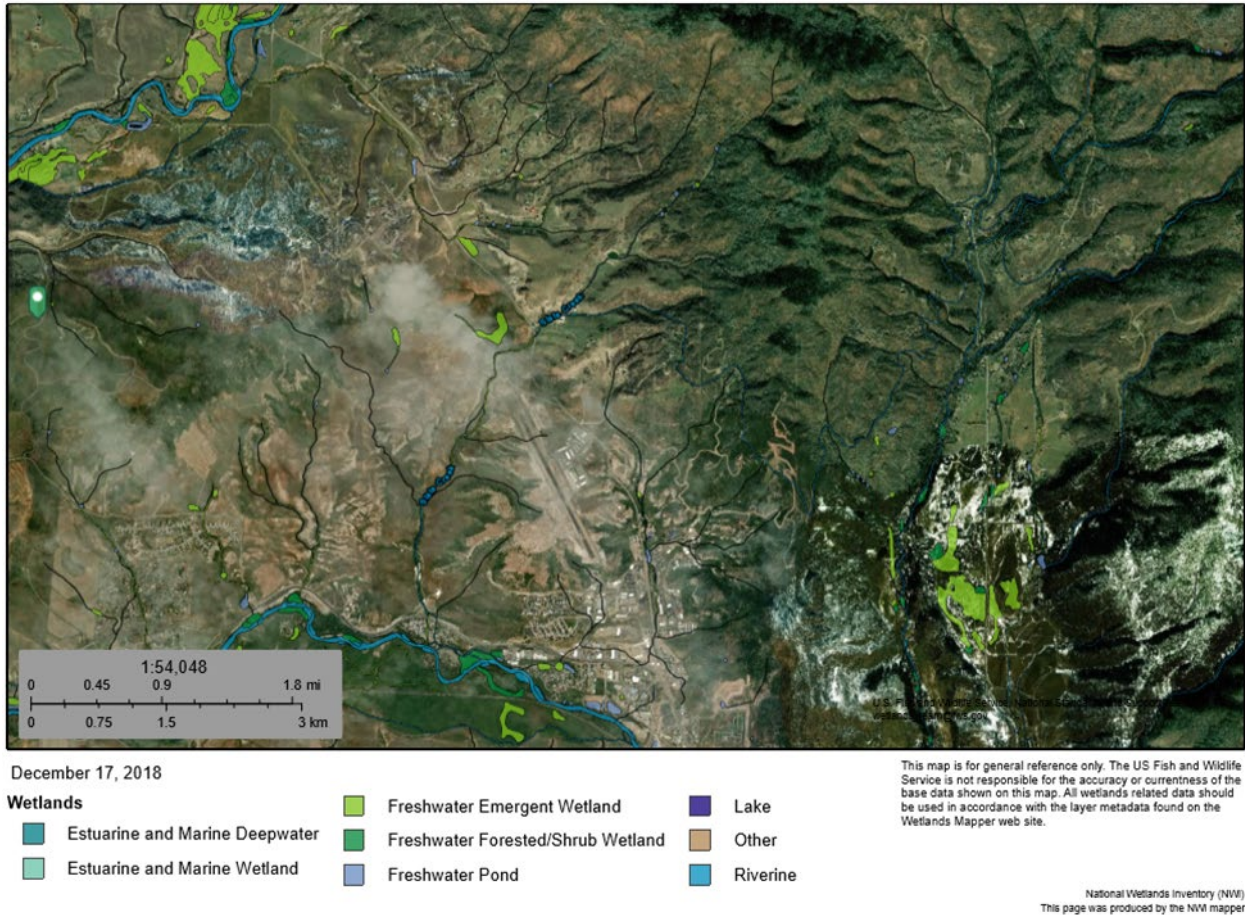 1:54,048
0 0.45 0.9 1.8 mi
0 0.75 1.5 3 km
December 17, 2018
Wetlands
Estuarine and Marine Deepwater
Estuarine and Marine Wetland
Freshwater Emergent Wetland
Freshwater Forested/Shrub Wetland
Freshwater Pond
Lake
Other
Riverine
This map is for general reference only. The US Fish and Wildlife
Service is not responsible for the accuracy or currentness of the
base data shown on this map. All wetlands related data should
be used in accordance with the layer metadata found on the
Wetlands Mapper web site.
National Wetlands Inventory (NWI)
This page was produced by the NWI mapper